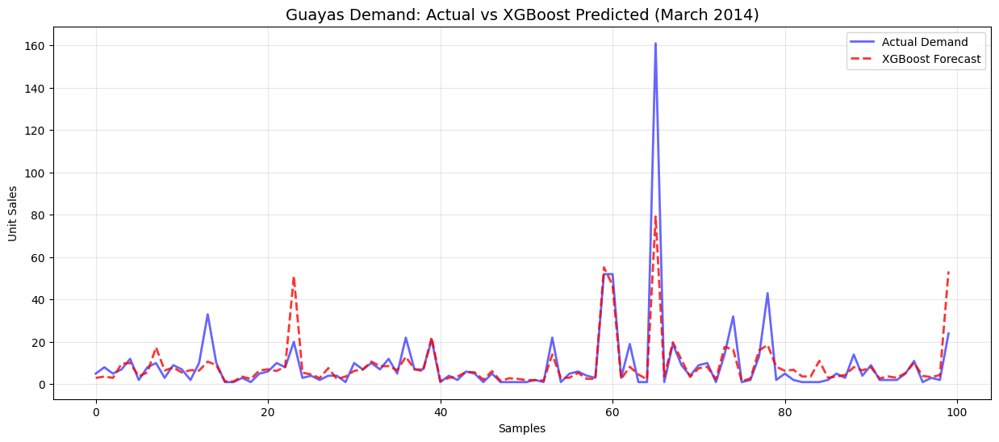 Guayas Demand: Actual vs XGBoost Predicted (March 2014)
Actual Demand
XGBoost Forecast
Unit Sales
160
140
120
100
80
60
40
20
0
0 20 40 60 80 100
Samples